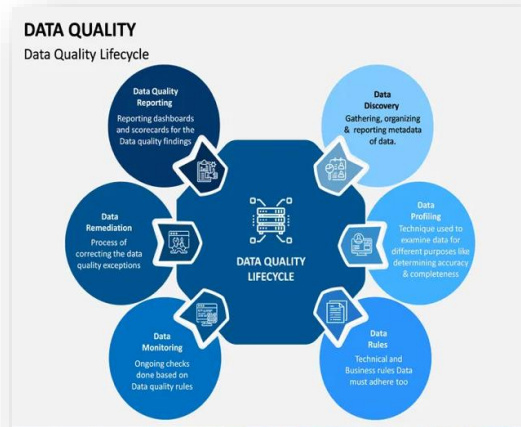 DATA QUALITY
Data Quality Lifecycle
Data Quality
Reporting
Reporting dashboards
and scorecards for the
Data quality findings
Data
Discovery
Gathering, organizing
& reporting metadata
of data.
Data
Remediation
Process of
correcting the data
quality exceptions
DATA QUALITY
LIFECYCLE
Data
Profiling
Technique used to
examine data for
different purposes like
determining accuracy
& completeness
Data
Monitoring
Ongoing checks
done based on
Data quality rules
Data
Rules
Technical and
Business rules Data
must adhere too